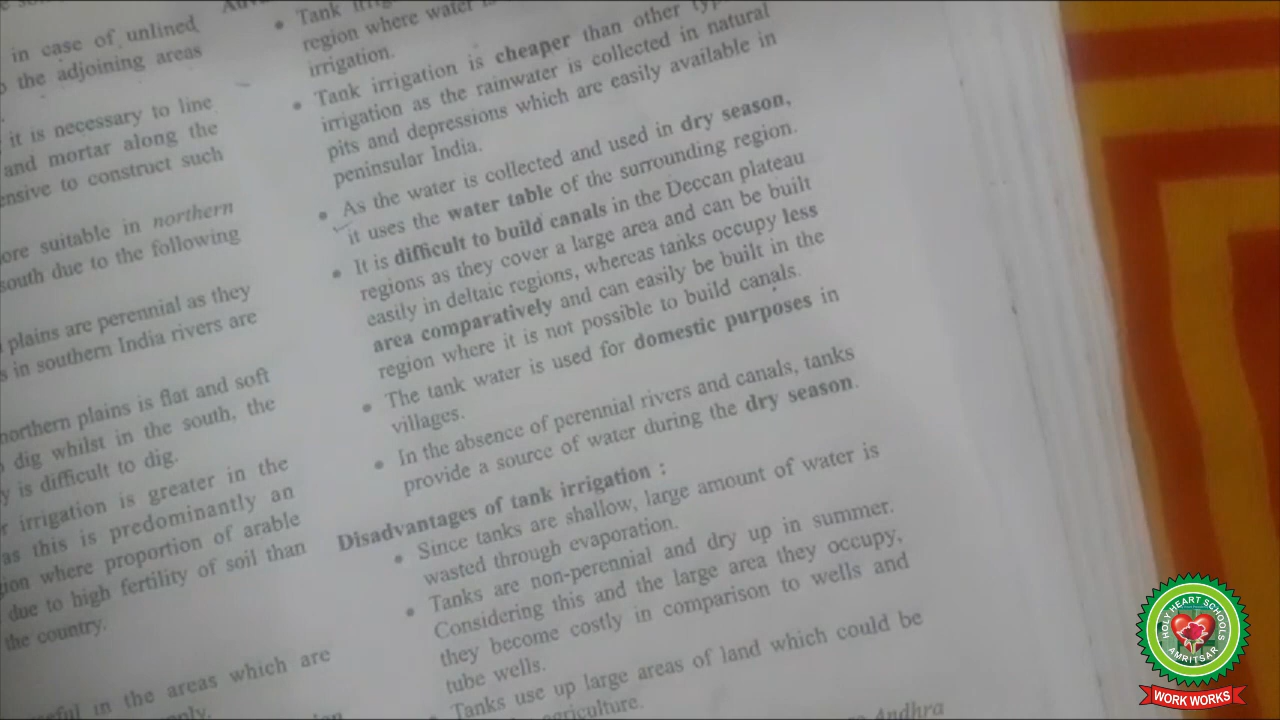 in case of unlined
the adjoining areas
it is necessary to line
and mortar along the
ensive to construct such
ore suitable in northern
south due to the following
plains are perennial as they
s in southern India rivers are
northern plains is flat and soft
dig whilst in the south, the
y is difficult to dig.
irrigation is greater in the
as this is predominantly an
where proportion of arable
due to high fertility of soil than
the country.
in the areas which are
• Tank
region where water
irrigation.
• Tank irrigation is cheaper than other
irrigation as the rainwater is collected in natural
pits and depressions which are easily available in
peninsular India.
• As the water is collected and used in dry season,
it uses the water table of the surrounding region.
• It is difficult to build canals in the Deccan plateau
regions as they cover a large area and can be built
easily in deltaic regions, whereas tanks occupy less
area comparatively and can easily be built in the
region where it is not possible to build canals.
• The tank water is used for domestic purposes in
villages.
• In the absence of perennial rivers and canals, tanks
provide a source of water during the dry season.
Disadvantages of tank irrigation :
• Since tanks are shallow, large amount of water is
wasted through evaporation.
• Tanks are non-perennial and dry up in summer.
Considering this and the large area they occupy,
they become costly in comparison to wells and
tube wells.
Tanks use up large areas of land which could be
agriculture.
Andhra
HOLY HEART SCHOOLS
AMRITSAR
WORK WORKS